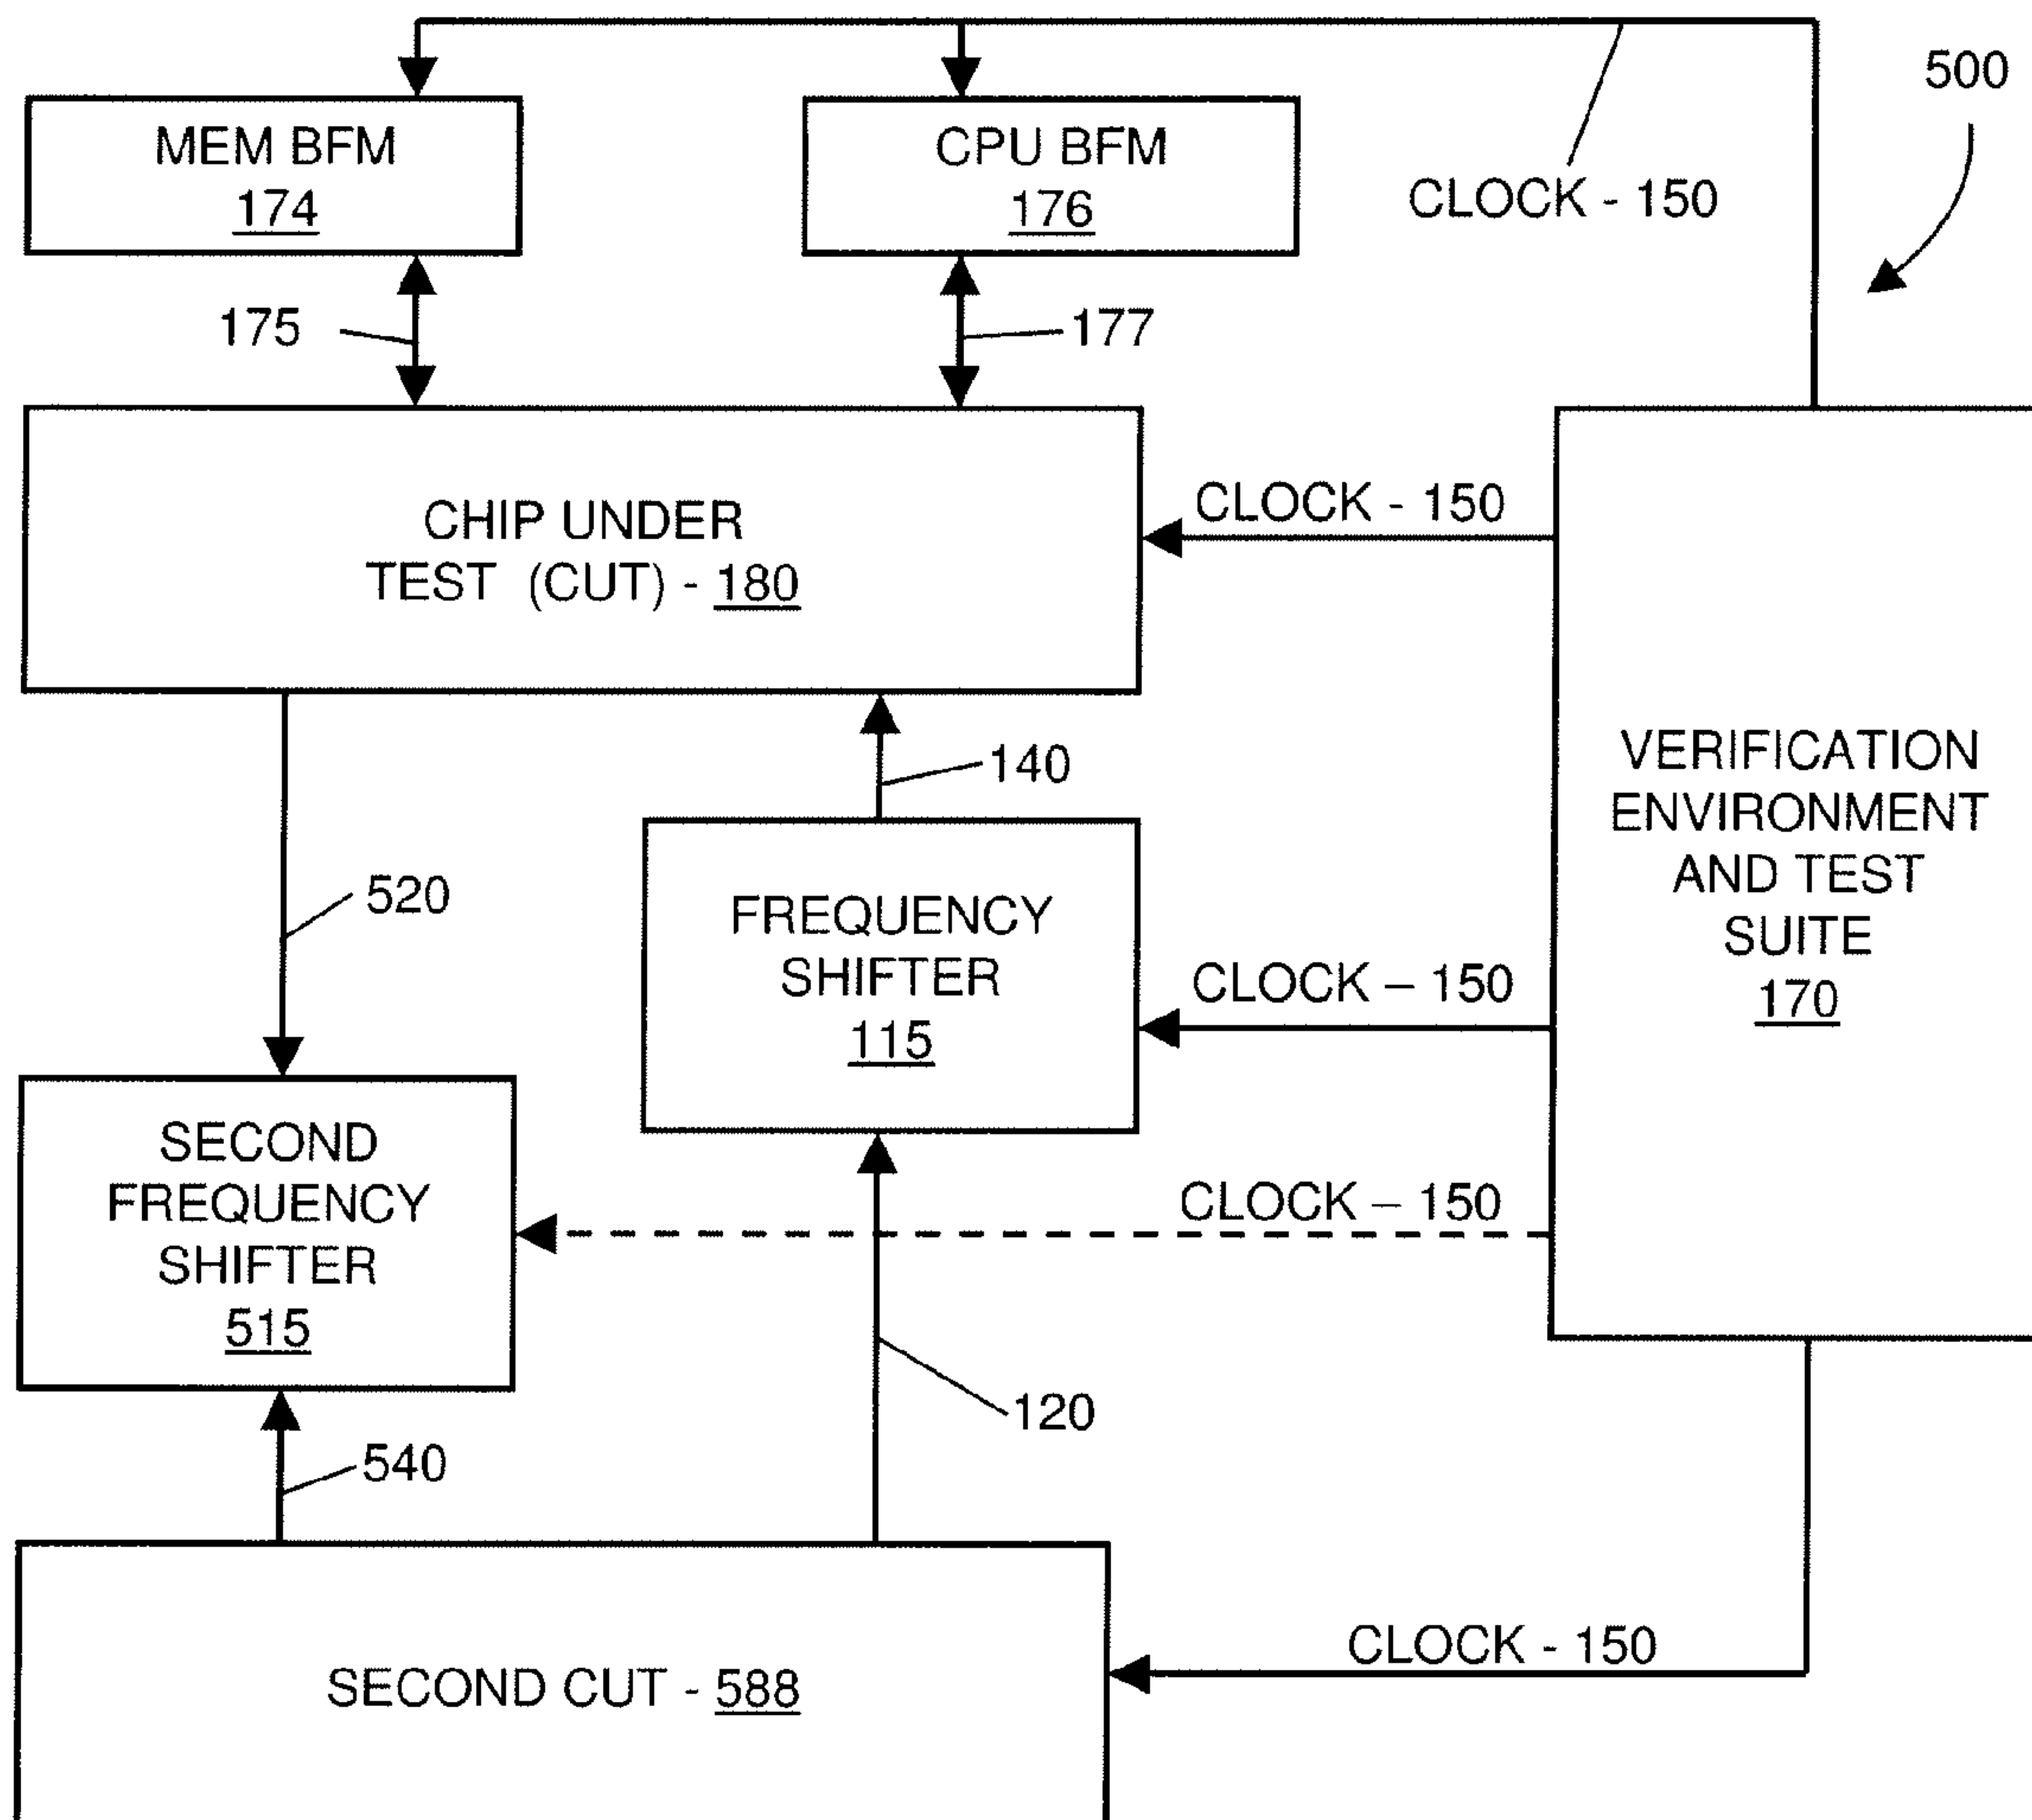 500
MEM BFM
174
CPU BFM
176
CLOCK - 150
175
177
CHIP UNDER
TEST (CUT) - 180
CLOCK - 150
140
VERIFICATION
ENVIRONMENT
AND TEST
SUITE
170
520
FREQUENCY
SHIFTER
115
CLOCK – 150
SECOND
FREQUENCY
SHIFTER
515
CLOCK – 150
120
540
SECOND CUT - 588
CLOCK - 150